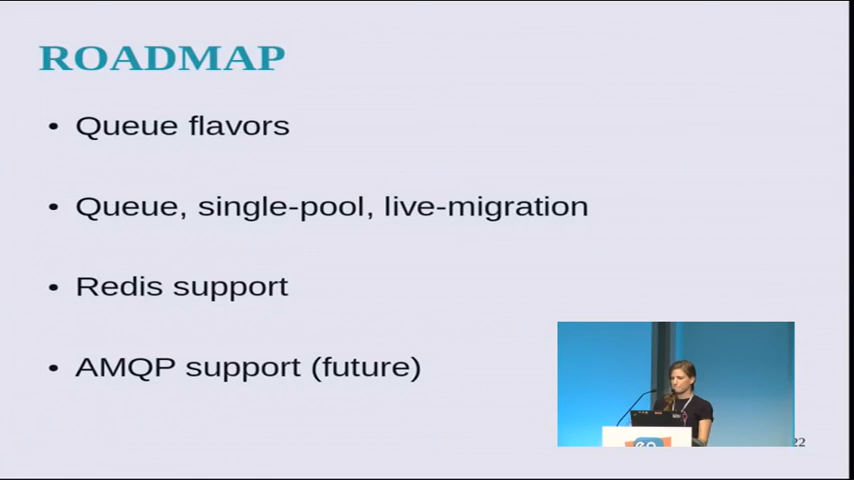 ROADMAP
• Queue flavors
• Queue, single-pool, live-migration
• Redis support
• AMQP support (future)
22